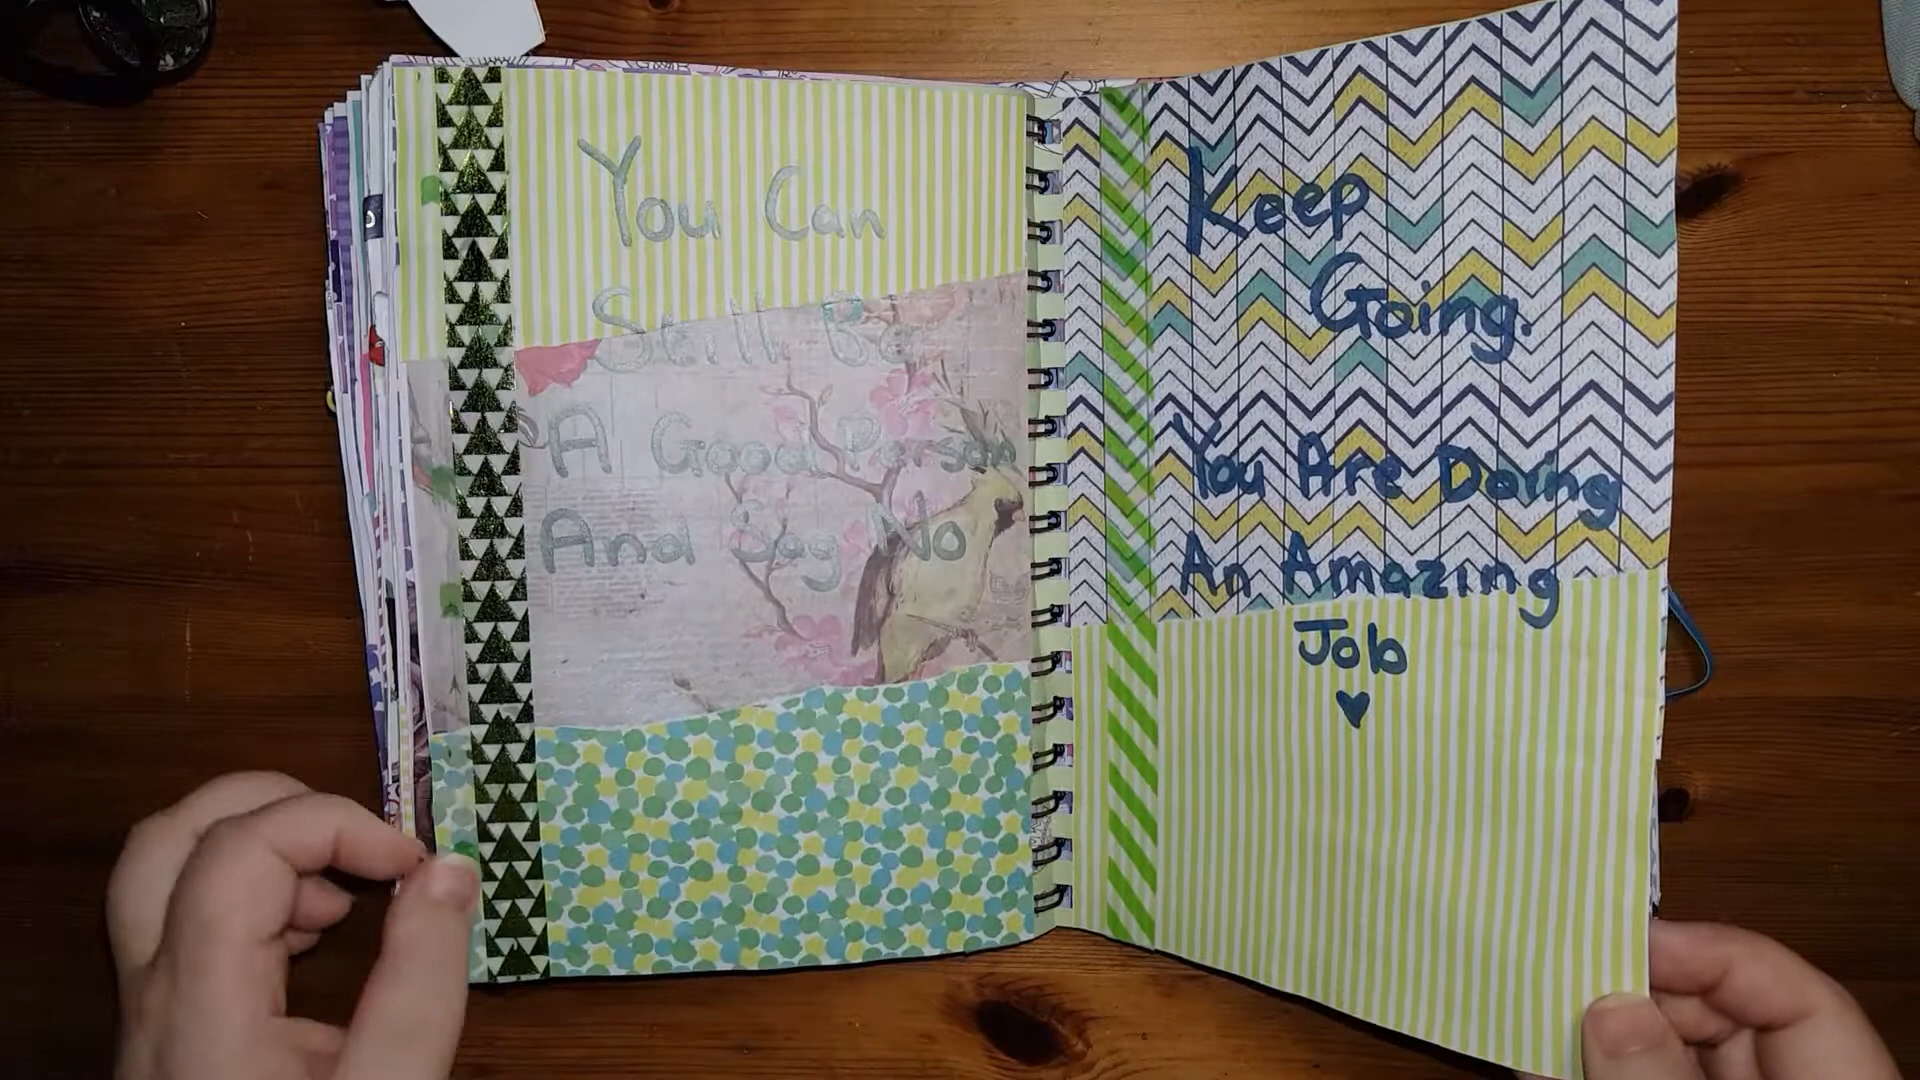 You Can
Still Be
A Good Person
And Say No
Keep
Going.
You Are Doing
An Amazing
Job